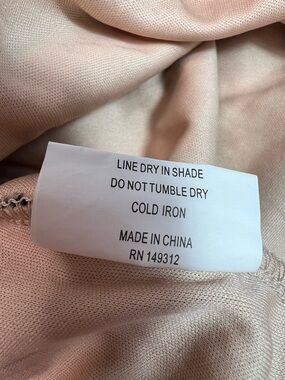 LINE DRY IN SHADE
DO NOT TUMBLE DRY
COLD IRON
MADE IN CHINA
RN 149312